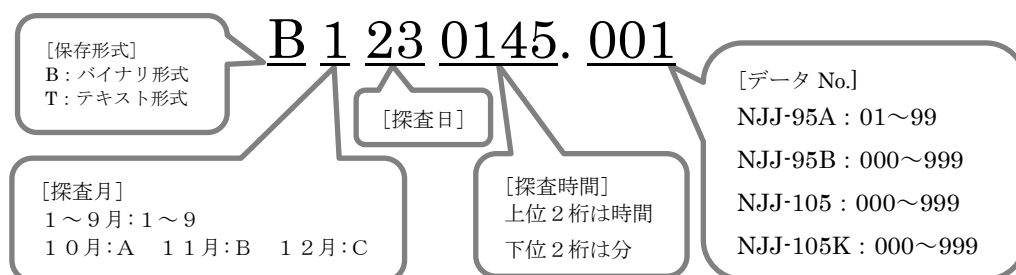 B 1 23 0145. 001
[保存形式]
B：バイナリ形式
T：テキスト形式
[探査日]
[データ No.]
NJJ-95A：01～99
NJJ-95B：000～999
NJJ-105：000～999
NJJ-105K：000～999
[探査月]
１～９月:１～９
１０月:A　１１月:B　１２月:C
[探査時間]
上位２桁は時間
下位２桁は分